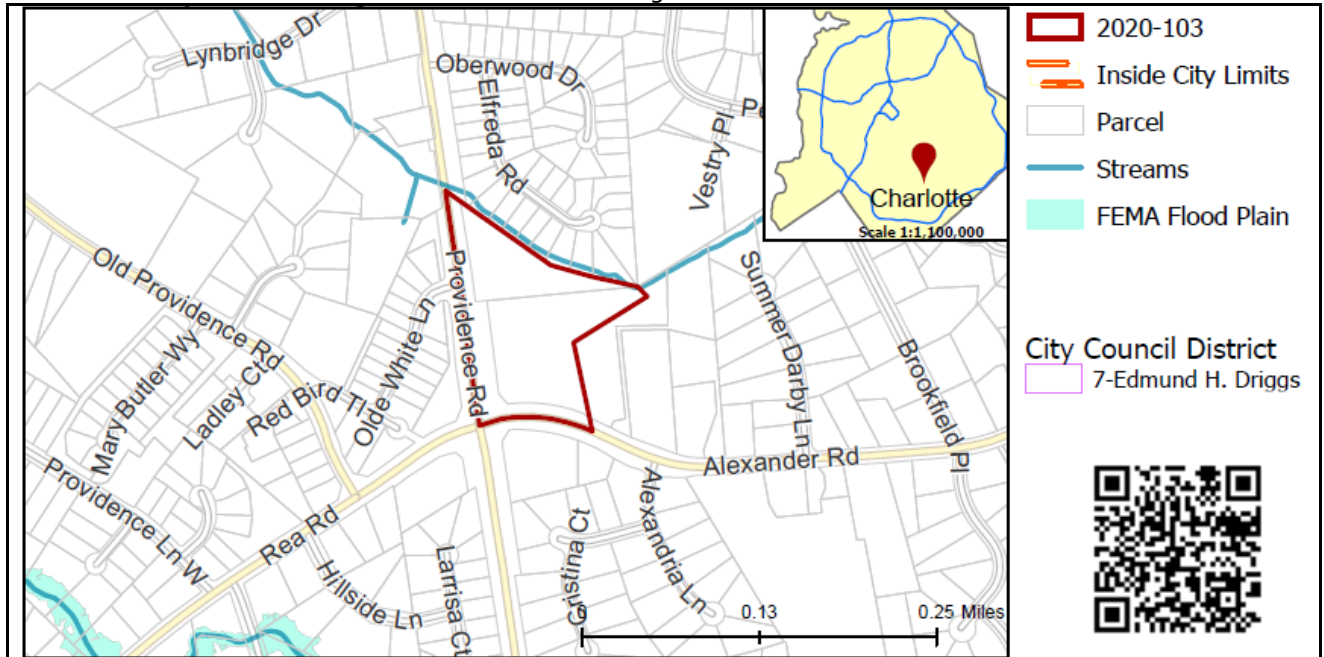 Lynbridge Dr
Oberwood Dr
Elfreda Rd
Vestry Pl
Charlotte
Scale 1:1,100,000
Old Providence Rd
Providence Rd
Olde White Ln
Mary Butler Wy
Ladley Ct
Red Bird Tl
Summer Darby Ln
Brookfield Pl
Alexander Rd
Providence Ln W
Rea Rd
Hillside Ln
Larrisa Ct
Cristina Ct
Alexandria Ln
0
0.13
0.25 Miles
2020-103
Inside City Limits
Parcel
Streams
FEMA Flood Plain
City Council District
7-Edmund H. Driggs